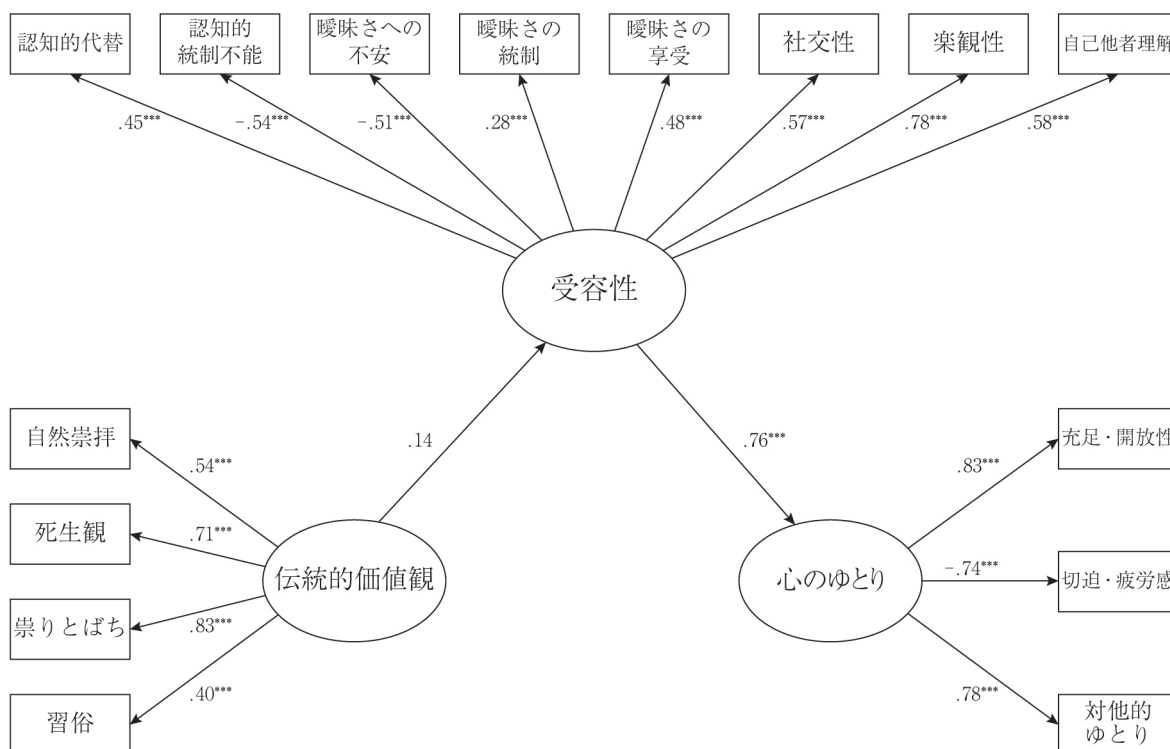 認知的代替
認知的
統制不能
曖昧さへの
不安
曖昧さの
統制
曖昧さの
享受
社交性
楽観性
自己他者理解
.45***
−.54***
−.51***
.28***
.48***
.57***
.78***
.58***
受容性
.14
.76***
自然崇拝
死生観
祟りとばち
習俗
.54***
.71***
.83***
.40***
伝統的価値観
心のゆとり
.83***
−.74***
.78***
充足・開放性
切迫・疲労感
対他的
ゆとり